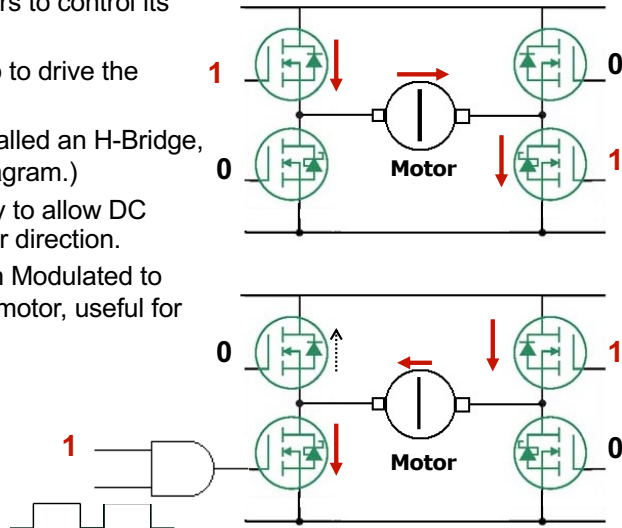 rs to control its
to drive the
alled an H-Bridge,
agram.)
y to allow DC
r direction.
n Modulated to
motor, useful for
1
0
0
1
Motor
0
1
1
0
Motor